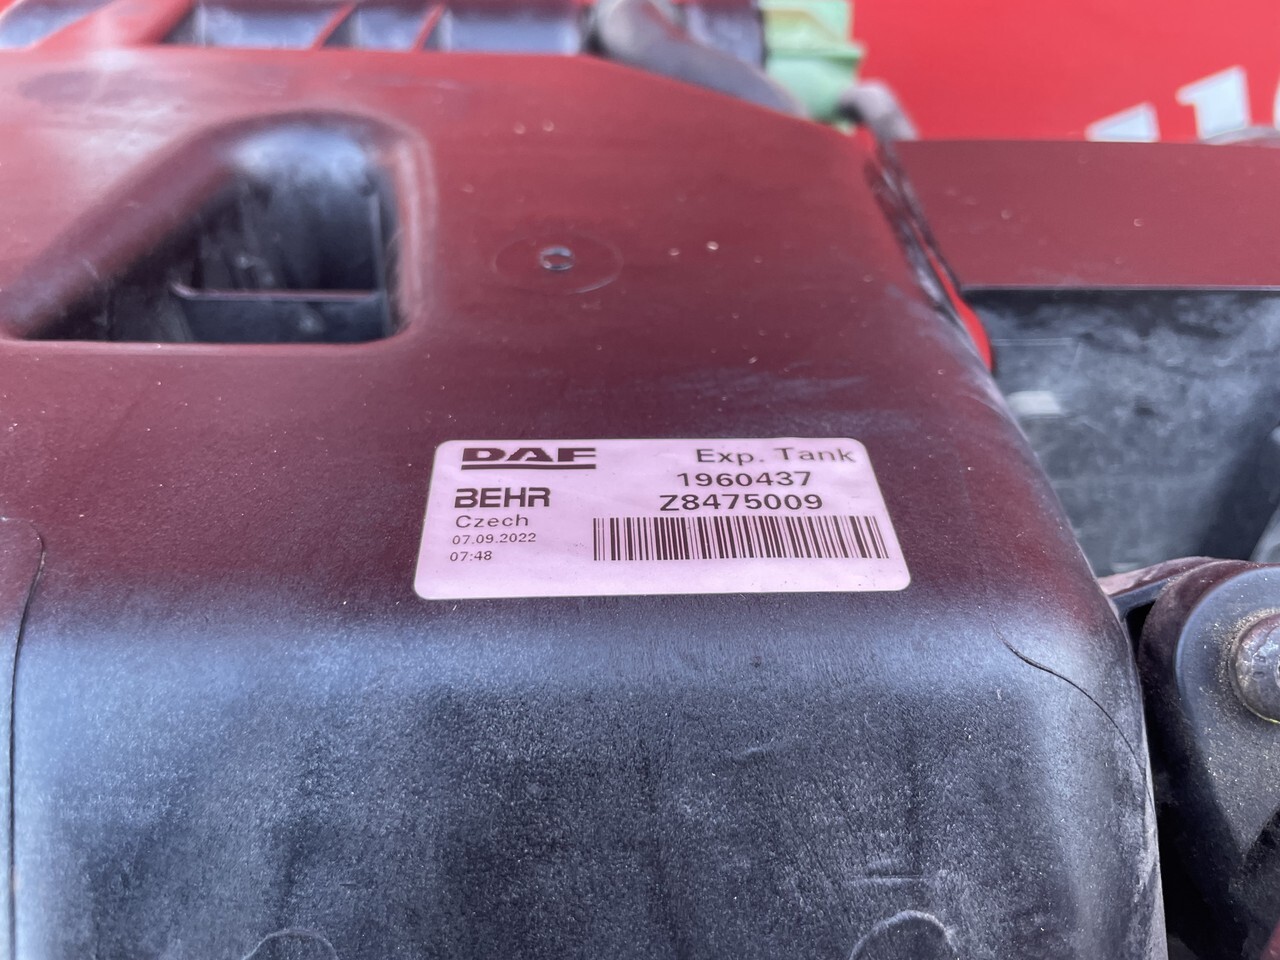 DAF Exp. Tank
1960437
BEHR Z8475009
Czech
07.09.2022
07:48